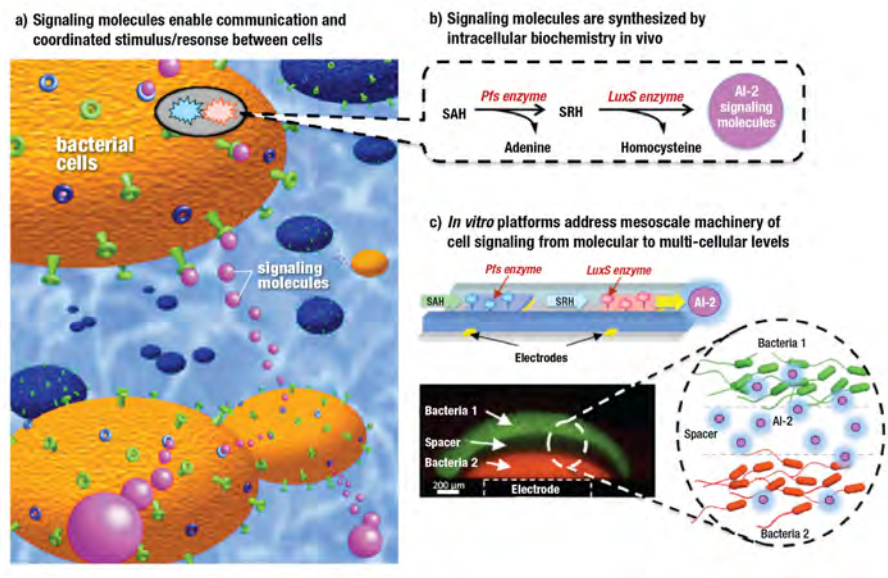 a) Signaling molecules enable communication and
coordinated stimulus/resonse between cells
bacterial
cells
signaling
molecules
b) Signaling molecules are synthesized by
intracellular biochemistry in vivo
SAH
Pfs enzyme
SRH
LuxS enzyme
AI-2
signaling
molecules
Adenine
Homocysteine
c) In vitro platforms address mesoscale machinery of
cell signaling from molecular to multi-cellular levels
Pfs enzyme
LuxS enzyme
SAH
SRH
AI-2
Electrodes
Bacteria 1
Spacer
Bacteria 2
200 μm
Electrode
Bacteria 1
AI-2
Spacer
Bacteria 2